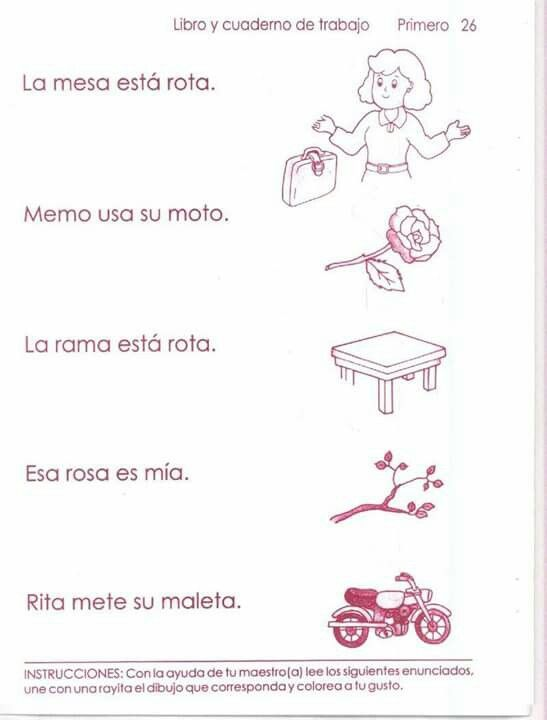 Libro y cuaderno de trabajo Primero 26
La mesa está rota.
Memo usa su moto.
La rama está rota.
Esa rosa es mía.
Rita mete su maleta.
INSTRUCCIONES: Con la ayuda de tu maestro(a) lee los siguientes enunciados,
une con una rayita el dibujo que corresponda y colorea a tu gusto.